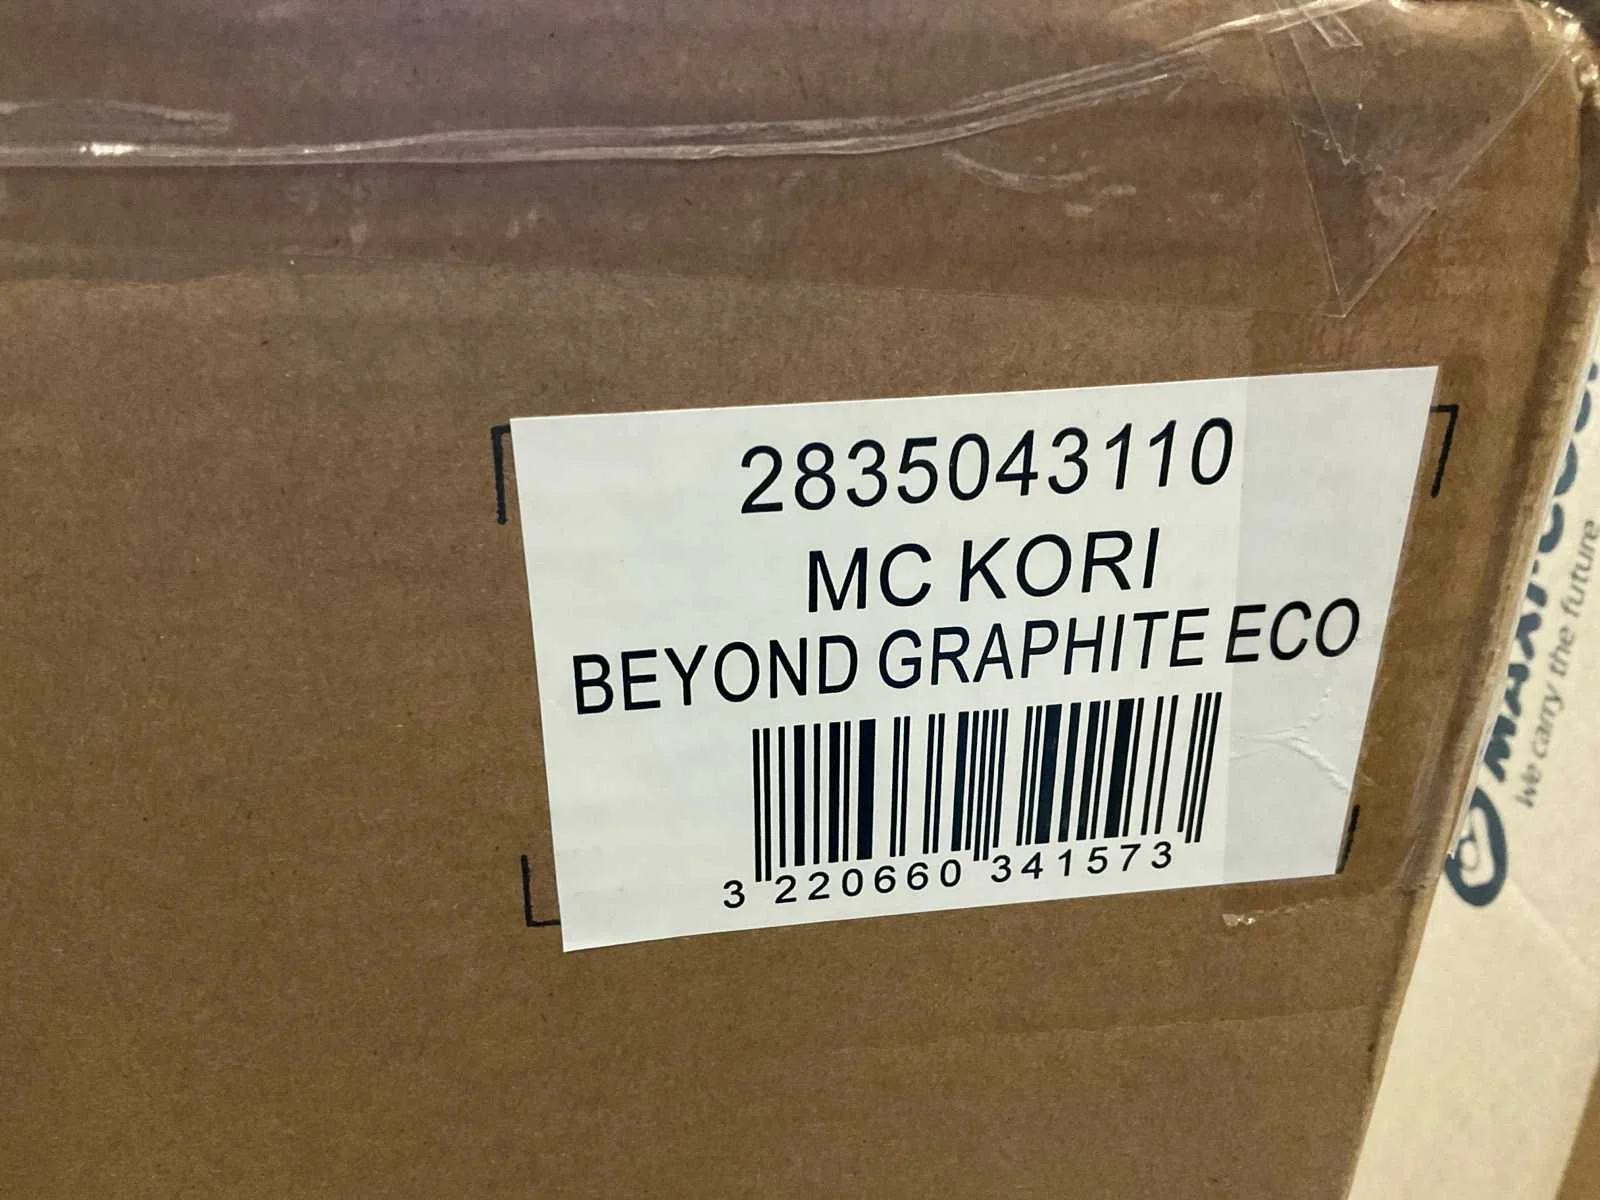 2835043110
MC KORI
BEYOND GRAPHITE ECO
3 220660 341573
we carry the future